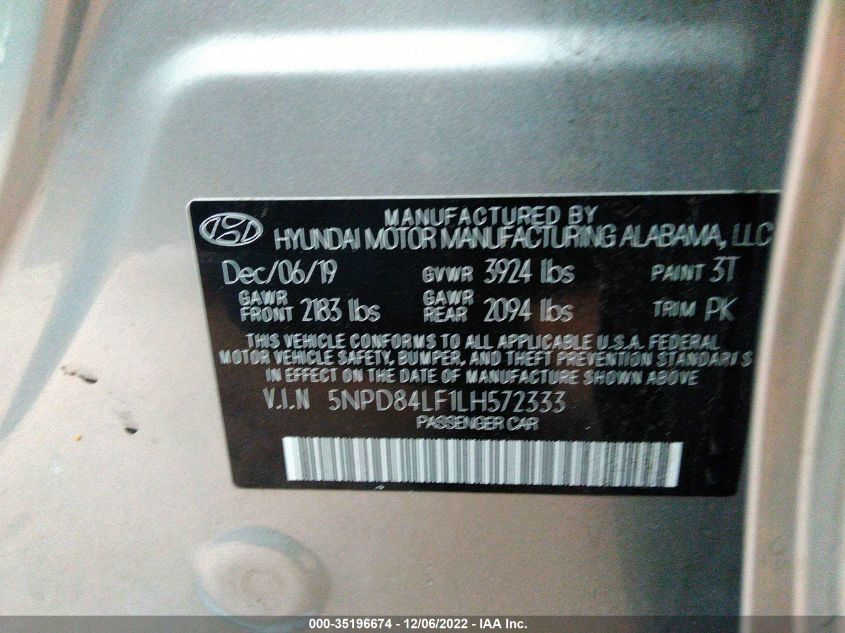 MANUFACTURED BY
HYUNDAI MOTOR MANUFACTURING ALABAMA, LLC
Dec/06/19 GVWR 3924 lbs PAINT 3T
GAWR FRONT 2183 lbs GAWR REAR 2094 lbs TRIM PK
THIS VEHICLE CONFORMS TO ALL APPLICABLE U.S.A. FEDERAL
MOTOR VEHICLE SAFETY, BUMPER, AND THEFT PREVENTION STANDARDS
IN EFFECT ON THE DATE OF MANUFACTURE SHOWN ABOVE
V.I.N 5NPD84LF1LH572333
PASSENGER CAR
000-35196674 - 12/06/2022 - IAA Inc.